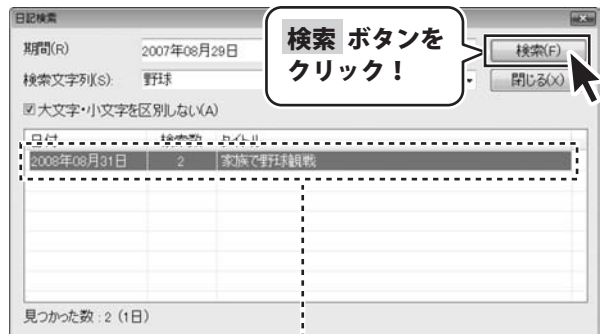 日記検索
期間(R)
2007年08月29日
検索 ボタンを
クリック！
検索(F)
検索文字列(S):
野球
閉じる(X)
大文字・小文字を区別しない(A)
日付 検索数 タイトル
2008年08月31日 2 家族で野球観戦
見つかった数 : 2 (1日)